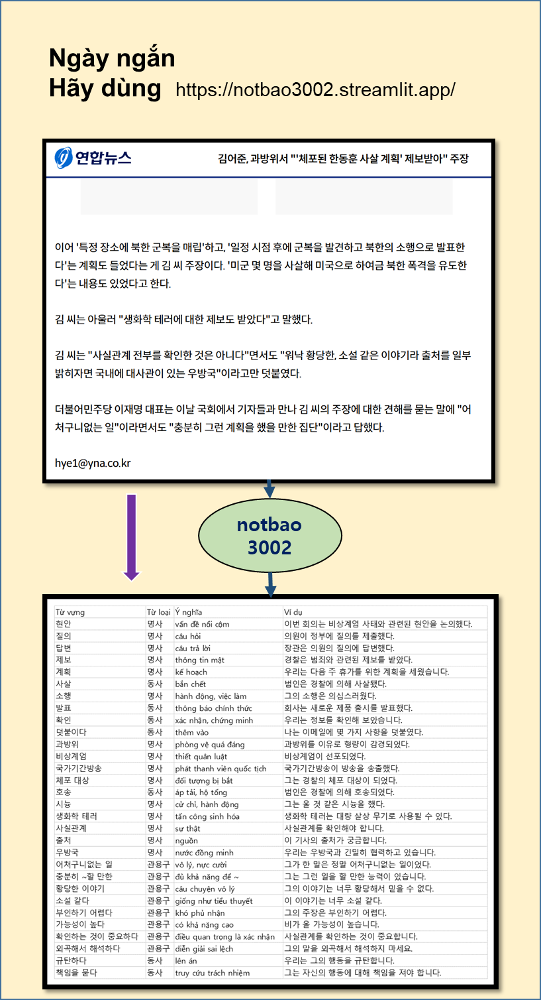 Ngày ngắn
Hãy dùng https://notbao3002.streamlit.app/
연합뉴스 김어준, 과방위서 "'체포된 한동훈 사살 계획' 제보받아" 주장
이어 '특정 장소에 북한 군복을 매립'하고, '일정 시점 후에 군복을 발견하고 북한의 소행으로 발표한
다'는 계획도 들었다는 게 김 씨 주장이다. '미군 몇 명을 사살해 미국으로 하여금 북한 폭격을 유도한
다'는 내용도 있었다고 한다.
김 씨는 아울러 "생화학 테러에 대한 제보도 받았다"고 말했다.
김 씨는 "사실관계 전부를 확인한 것은 아니다"면서도 "워낙 황당한, 소설 같은 이야기라 출처를 일부
밝히자면 국내에 대사관이 있는 우방국"이라고만 덧붙였다.
더불어민주당 이재명 대표는 이날 국회에서 기자들과 만나 김 씨의 주장에 대한 견해를 묻는 말에 "어
처구니없는 일"이라면서도 "충분히 그런 계획을 했을 만한 집단"이라고 답했다.
hye1@yna.co.kr
notbao
3002
Từ vựng Từ loại Ý nghĩa Ví dụ
현안 명사 vấn đề nổi cộm 이번 회의는 비상계엄 사태와 관련된 현안을 논의했다.
질의 명사 câu hỏi 의원이 정부에 질의를 제출했다.
답변 명사 câu trả lời 장관은 의원의 질의에 답변했다.
제보 명사 thông tin mật 경찰은 범죄와 관련된 제보를 받았다.
계획 명사 kế hoạch 우리는 다음 주 휴가를 위한 계획을 세웠습니다.
사살 동사 bắn chết 범인은 경찰에 의해 사살됐다.
소행 명사 hành động, việc làm 그의 소행은 의심스러웠다.
발표 동사 thông báo chính thức 회사는 새로운 제품 출시를 발표했다.
확인 동사 xác nhận, chứng minh 우리는 정보를 확인해 보았습니다.
덧붙이다 동사 thêm vào 나는 이메일에 몇 가지 사항을 덧붙였다.
과방위 명사 phòng vệ quá đáng 과방위를 이유로 형량이 감경되었다.
비상계엄 명사 thiết quân luật 비상계엄이 선포되었다.
국가기간방송 명사 phát thanh viên quốc tịch 국가기간방송이 방송을 송출했다.
체포 대상 명사 đối tượng bị bắt 그는 경찰의 체포 대상이 되었다.
호송 동사 áp tải, hộ tống 범인은 경찰에 의해 호송되었다.
시늉 명사 cử chỉ, hành động 그는 울 것 같은 시늉을 했다.
생화학 테러 명사 tấn công sinh hóa 생화학 테러는 대량 살상 무기로 사용될 수 있다.
사실관계 명사 sự thật 사실관계를 확인해야 합니다.
출처 명사 nguồn 이 기사의 출처가 궁금합니다.
우방국 명사 nước đồng minh 우리는 우방국과 긴밀히 협력하고 있습니다.
어처구니없는 일 관용구 vô lý, nực cười 그가 한 말은 정말 어처구니없는 일이었다.
충분히 ~할 만한 관용구 đủ khả năng để ~ 그는 그런 일을 할 만한 능력이 있습니다.
황당한 이야기 관용구 câu chuyện vô lý 그의 이야기는 너무 황당해서 믿을 수 없다.
소설 같다 관용구 giống như tiểu thuyết 이 이야기는 너무 소설 같다.
부인하기 어렵다 관용구 khó phủ nhận 그의 주장은 부인하기 어렵다.
가능성이 높다 관용구 có khả năng cao 비가 올 가능성이 높습니다.
확인하는 것이 중요하다 관용구 điều quan trọng là xác nhận 사실관계를 확인하는 것이 중요합니다.
외곡해서 해석하다 관용구 diễn giải sai lệch 그의 말을 외곡해서 해석하지 마세요.
규탄하다 동사 lên án 우리는 그의 행동을 규탄합니다.
책임을 묻다 동사 truy cứu trách nhiệm 그는 자신의 행동에 대해 책임을 져야 합니다.